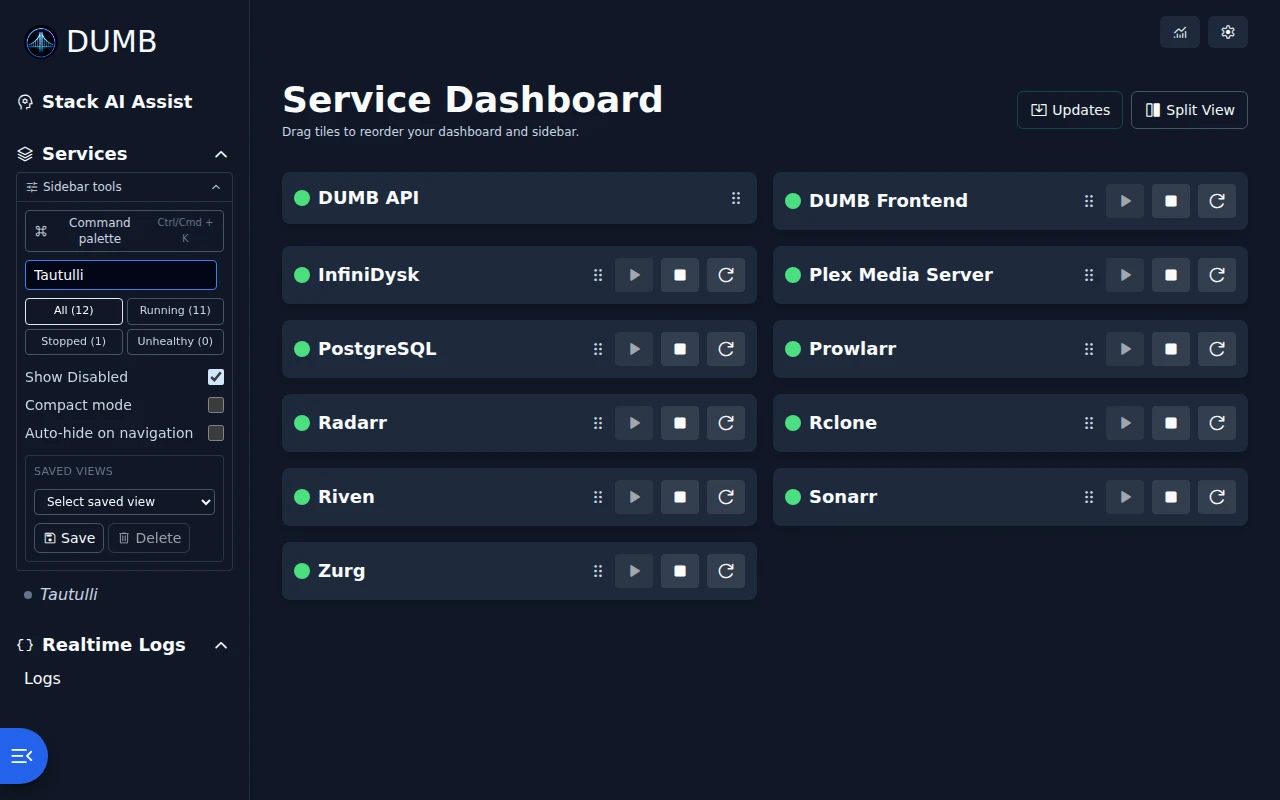 DUMB
Stack AI Assist
Services
Sidebar tools
Command palette
Ctrl/Cmd + K
Tautulli
All (12)
Running (11)
Stopped (1)
Unhealthy (0)
Show Disabled
Compact mode
Auto-hide on navigation
SAVED VIEWS
Select saved view
Save
Delete
Tautulli
Realtime Logs
Logs
Service Dashboard
Drag tiles to reorder your dashboard and sidebar.
Updates
Split View
DUMB API
DUMB Frontend
InfiniDysk
Plex Media Server
PostgreSQL
Prowlarr
Radarr
Rclone
Riven
Sonarr
Zurg